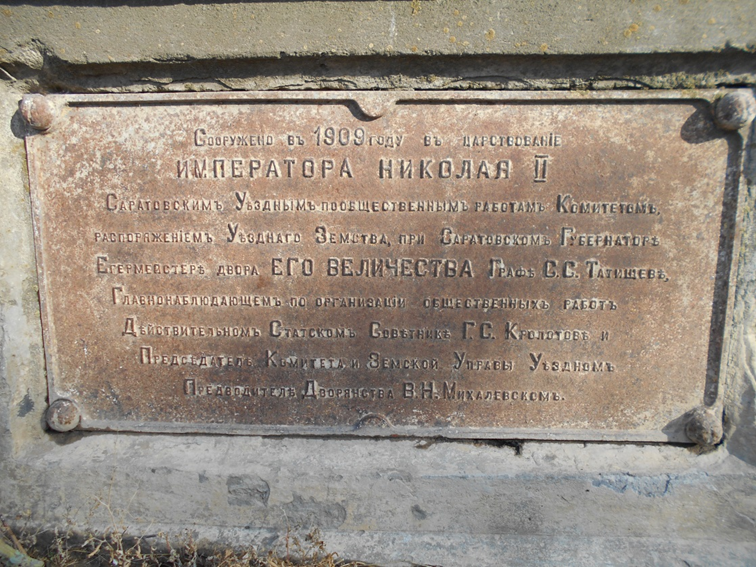 Сооружено въ 1909 году въ царствованiе
ИМПЕРАТОРА НИКОЛАЯ II
Саратовскимъ Уѣзднымъ по общественнымъ работамъ Комитетомъ,
распоряженiемъ Уѣзднаго Земства, при Саратовскомъ Губернаторѣ
Егермейстерѣ двора ЕГО ВЕЛИЧЕСТВА Графѣ С.С. Татищевѣ,
Главнонаблюдающемъ по организацiи общественныхъ работъ
Дѣйствительномъ Статскомъ Совѣтникѣ Г.С. Кропотовѣ и
Предсѣдателѣ Комитета и Земской Управы Уѣздномъ
Предводителѣ Дворянства В.Н. Михалевскомъ.